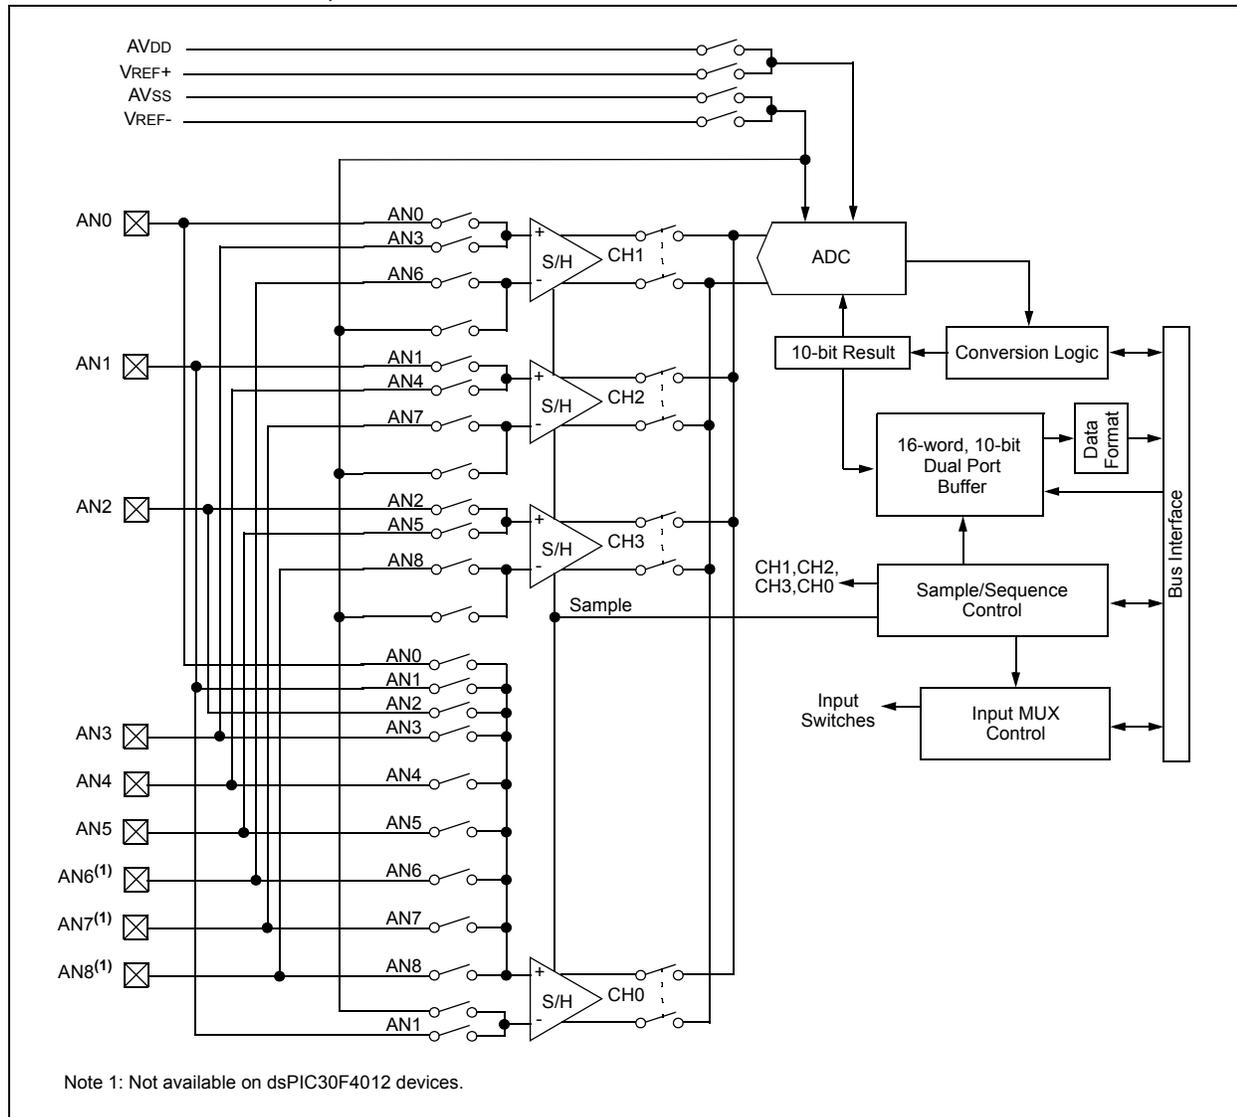 AVDD
VREF+
AVSS
VREF-
AN0
AN0
AN3
AN6
+
-
S/H
CH1
ADC
AN1
AN1
AN4
AN7
+
-
S/H
CH2
10-bit Result
Conversion Logic
16-word, 10-bit
Dual Port
Buffer
Data
Format
Bus Interface
AN2
AN2
AN5
AN8
+
-
S/H
CH3
CH1,CH2,
CH3,CH0
Sample/Sequence
Control
Sample
AN0
AN1
AN2
AN3
AN3
Input
Switches
Input MUX
Control
AN4
AN4
AN5
AN5
AN6(1)
AN6
AN7(1)
AN7
AN8(1)
AN8
+
-
S/H
CH0
AN1
Note 1: Not available on dsPIC30F4012 devices.